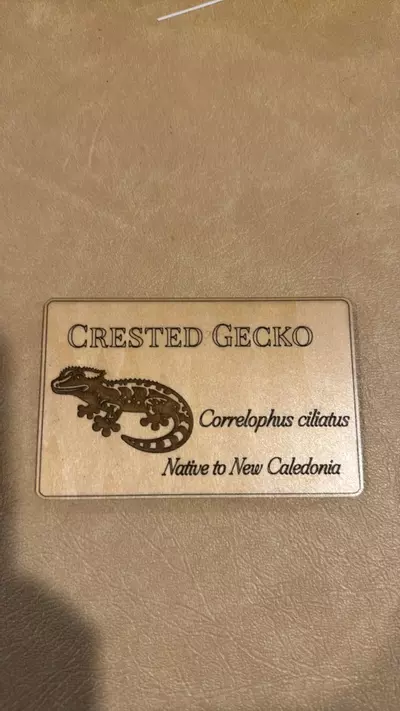 Crested Gecko
Correlophus ciliatus
Native to New Caledonia